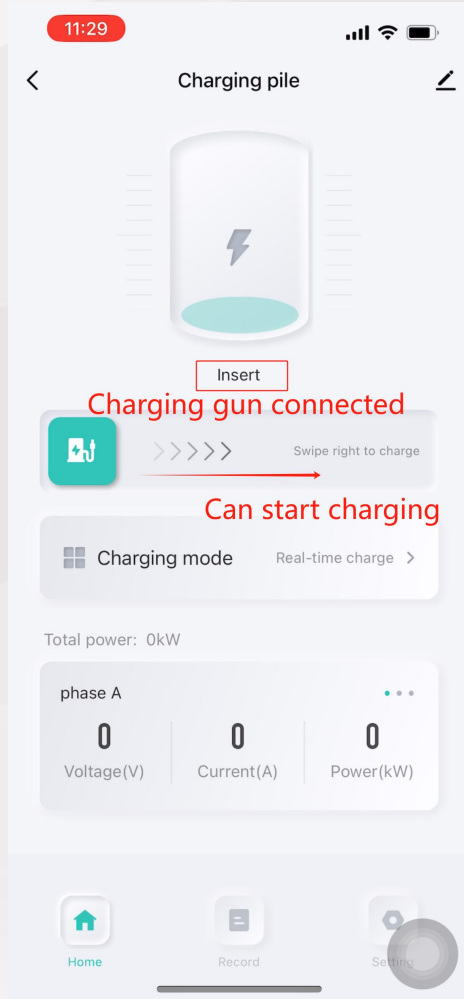 11:29
Charging pile
Insert
Charging gun connected
Swipe right to charge
Can start charging
Charging mode
Real-time charge
Total power: 0kW
phase A
0 0 0
Voltage(V) Current(A) Power(kW)
Home Record Setting